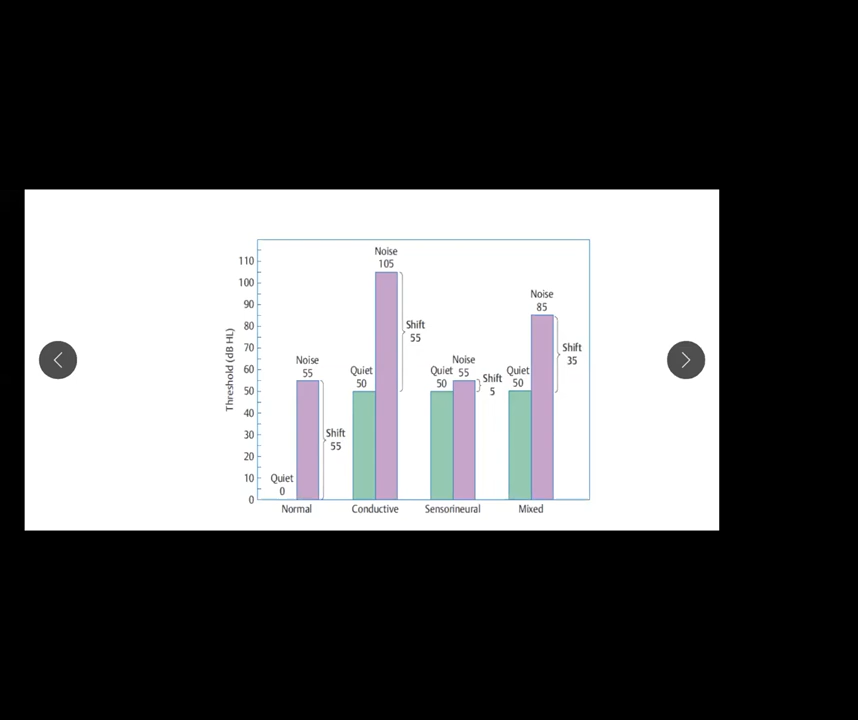 Threshold (dB HL)
110
100
90
80
70
60
50
40
30
20
10
0
Quiet
0
Noise
55
Shift
55
Normal
Quiet
50
Noise
105
Shift
55
Conductive
Quiet
50
Noise
55
Shift
5
Sensorineural
Quiet
50
Noise
85
Shift
35
Mixed